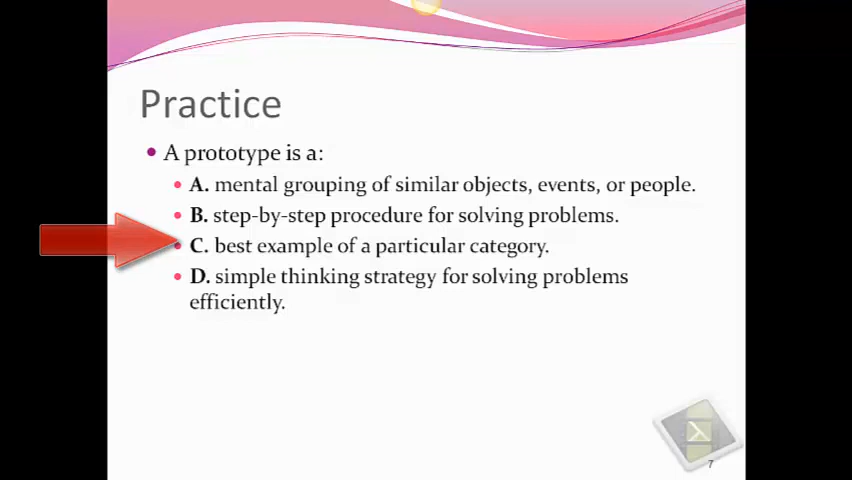 Practice
A prototype is a:
A. mental grouping of similar objects, events, or people.
B. step-by-step procedure for solving problems.
C. best example of a particular category.
D. simple thinking strategy for solving problems
efficiently.
7